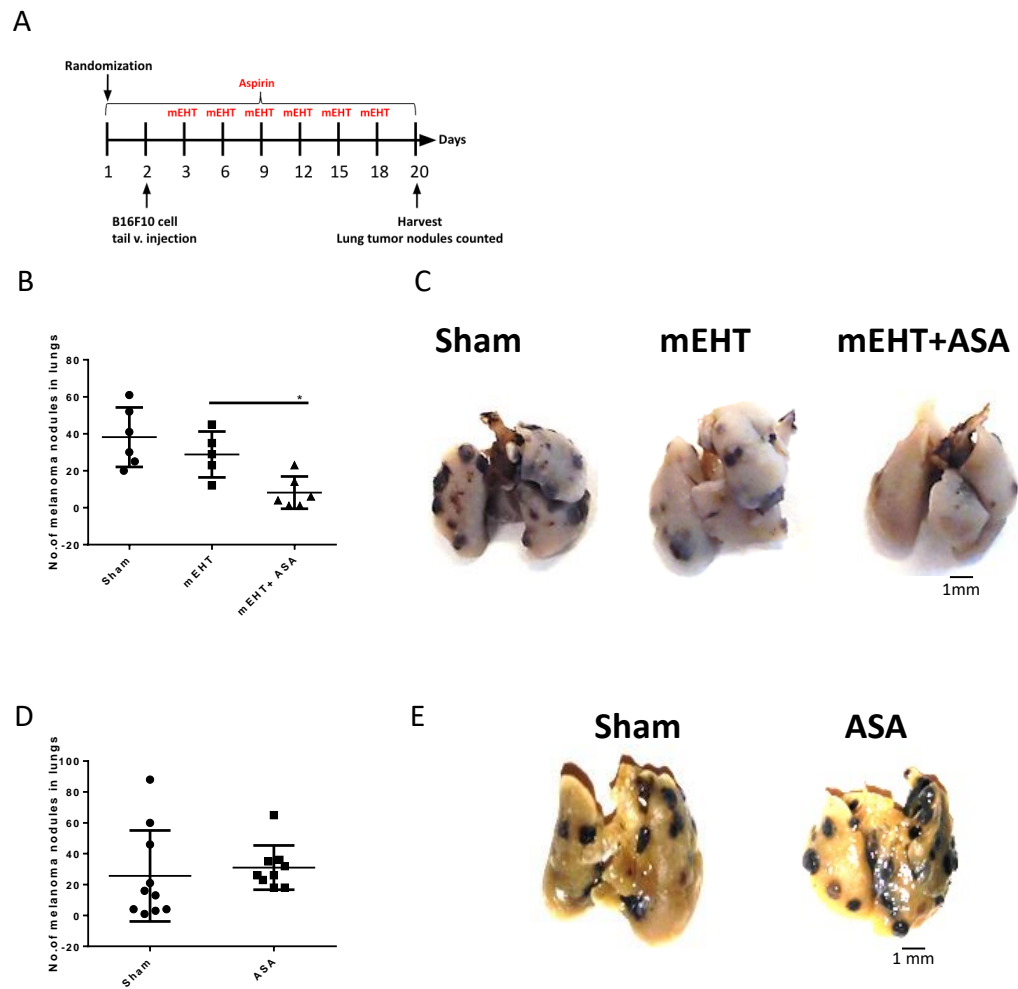 A
Randomization
Aspirin
mEHT mEHT mEHT mEHT mEHT mEHT
Days
1 2 3 6 9 12 15 18 20
B16F10 cell
tail v. injection
Harvest
Lung tumor nodules counted
B
No.of melanoma nodules in lungs
80
60
40
20
0
-20
*
Sham
mEHT
mEHT+ ASA
C
Sham mEHT mEHT+ASA
1mm
D
No.of melanoma nodules in lungs
100
80
60
40
20
0
-20
Sham
ASA
E
Sham ASA
1 mm